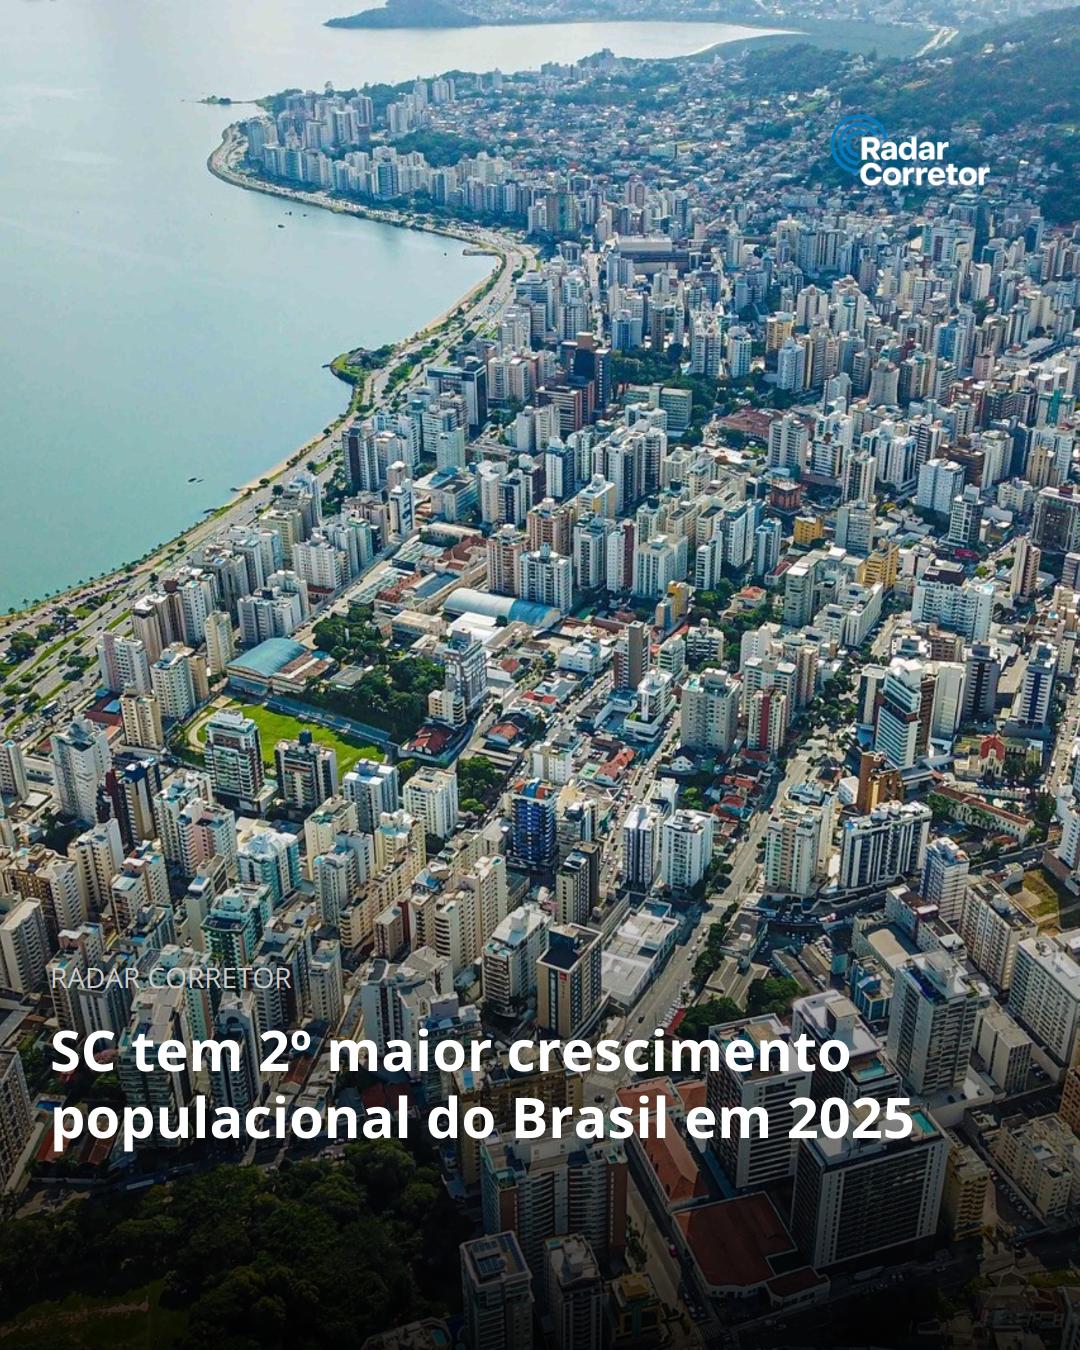 Radar
Corretor
RADAR CORRETOR
SC tem 2º maior crescimento
populacional do Brasil em 2025